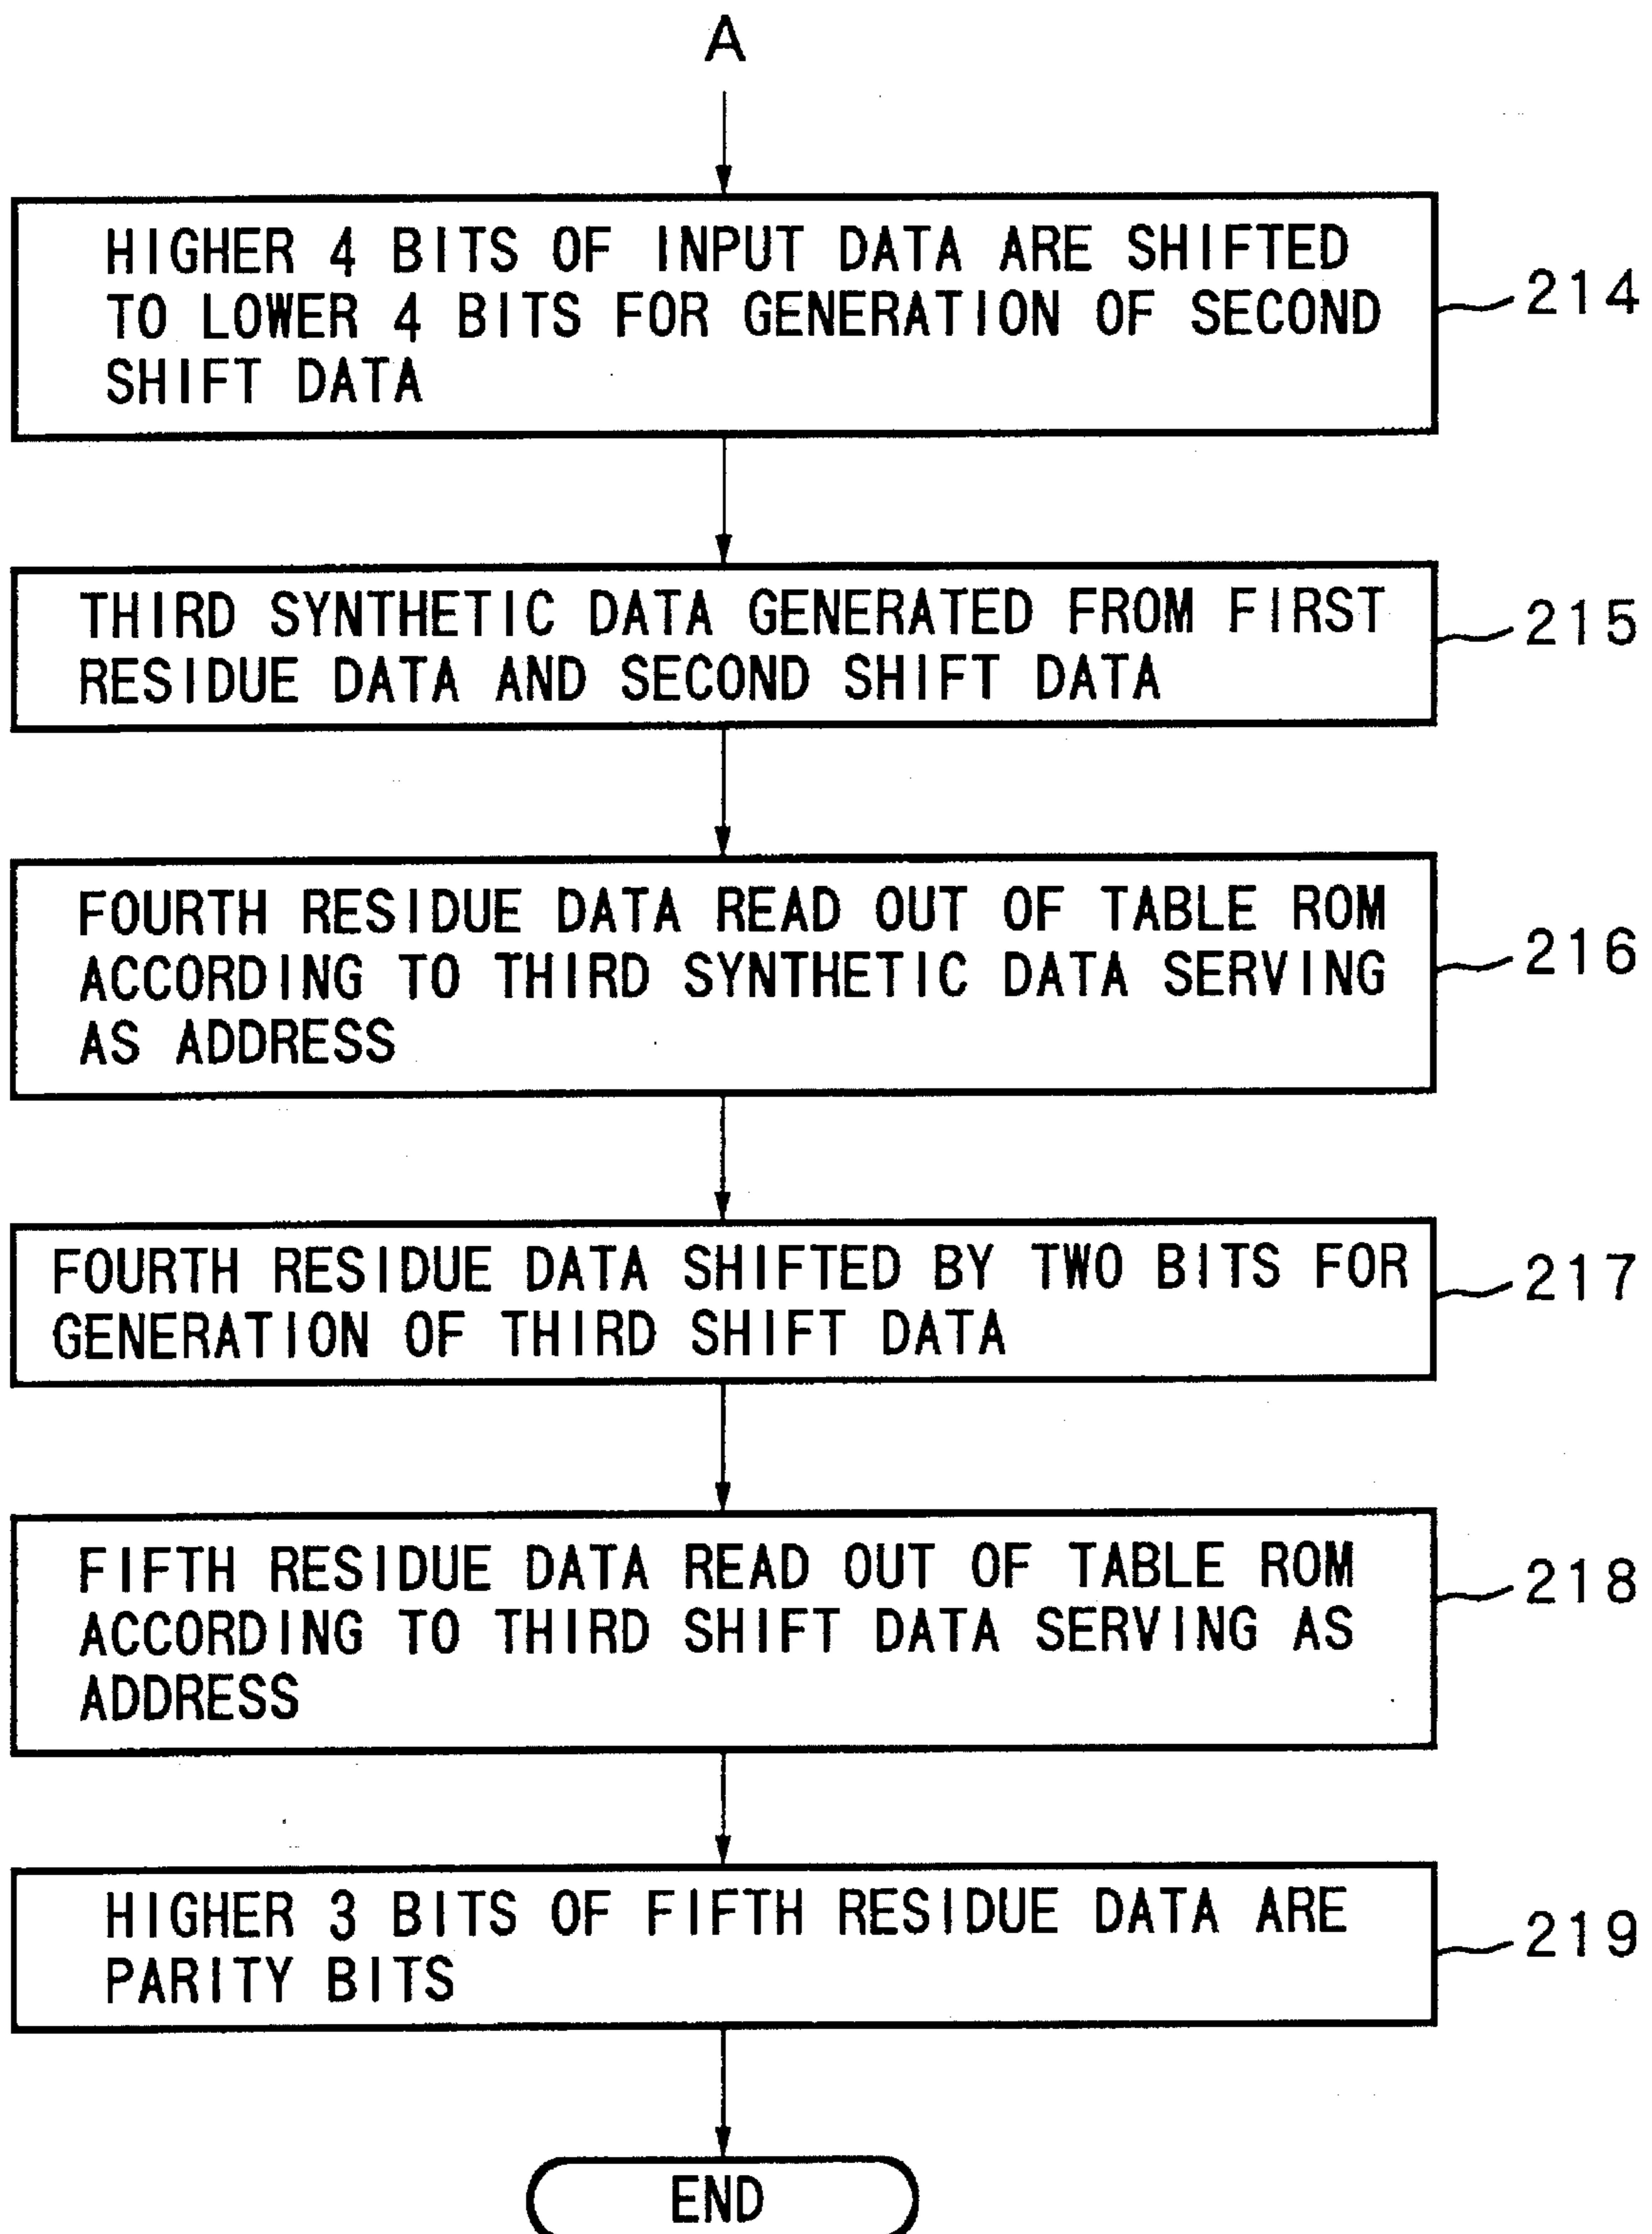 A
HIGHER 4 BITS OF INPUT DATA ARE SHIFTED
TO LOWER 4 BITS FOR GENERATION OF SECOND
SHIFT DATA
214
THIRD SYNTHETIC DATA GENERATED FROM FIRST
RESIDUE DATA AND SECOND SHIFT DATA
215
FOURTH RESIDUE DATA READ OUT OF TABLE ROM
ACCORDING TO THIRD SYNTHETIC DATA SERVING
AS ADDRESS
216
FOURTH RESIDUE DATA SHIFTED BY TWO BITS FOR
GENERATION OF THIRD SHIFT DATA
217
FIFTH RESIDUE DATA READ OUT OF TABLE ROM
ACCORDING TO THIRD SHIFT DATA SERVING AS
ADDRESS
218
HIGHER 3 BITS OF FIFTH RESIDUE DATA ARE
PARITY BITS
219
END